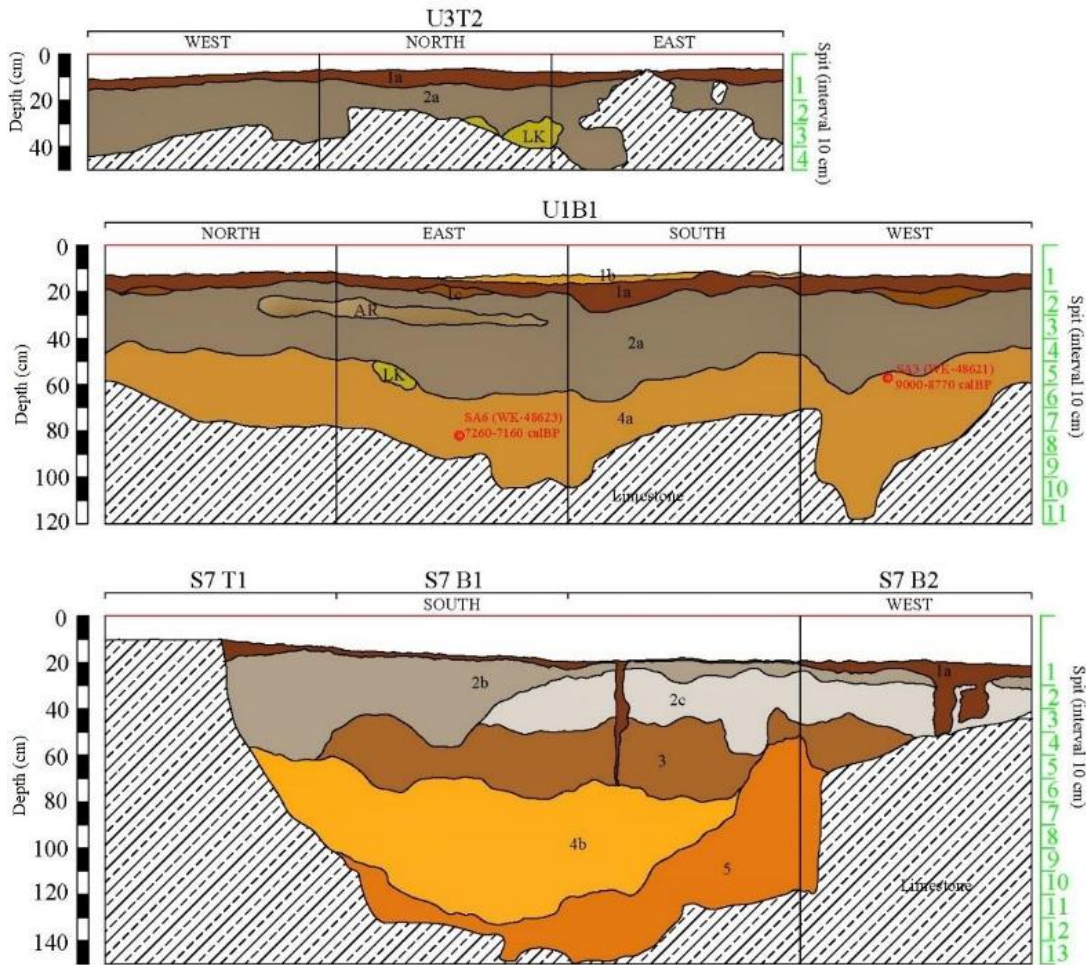 U3T2
WEST NORTH EAST
Depth (cm)
0
20
40
1a
2a
LK
1
2
3
4
Spit (interval 10 cm)
U1B1
NORTH EAST SOUTH WEST
Depth (cm)
0
20
40
60
80
100
120
1b
1c
1a
AR
2a
LK
SA3 (WK-48621)
9000-8770 calBP
SA6 (WK-48623)
7260-7160 calBP
4a
Limestone
1
2
3
4
5
6
7
8
9
10
11
Spit (interval 10 cm)
S7 T1 S7 B1 S7 B2
SOUTH WEST
Depth (cm)
0
20
40
60
80
100
120
140
1a
2b
2c
3
4b
5
Limestone
1
2
3
4
5
6
7
8
9
10
11
12
13
Spit (interval 10 cm)